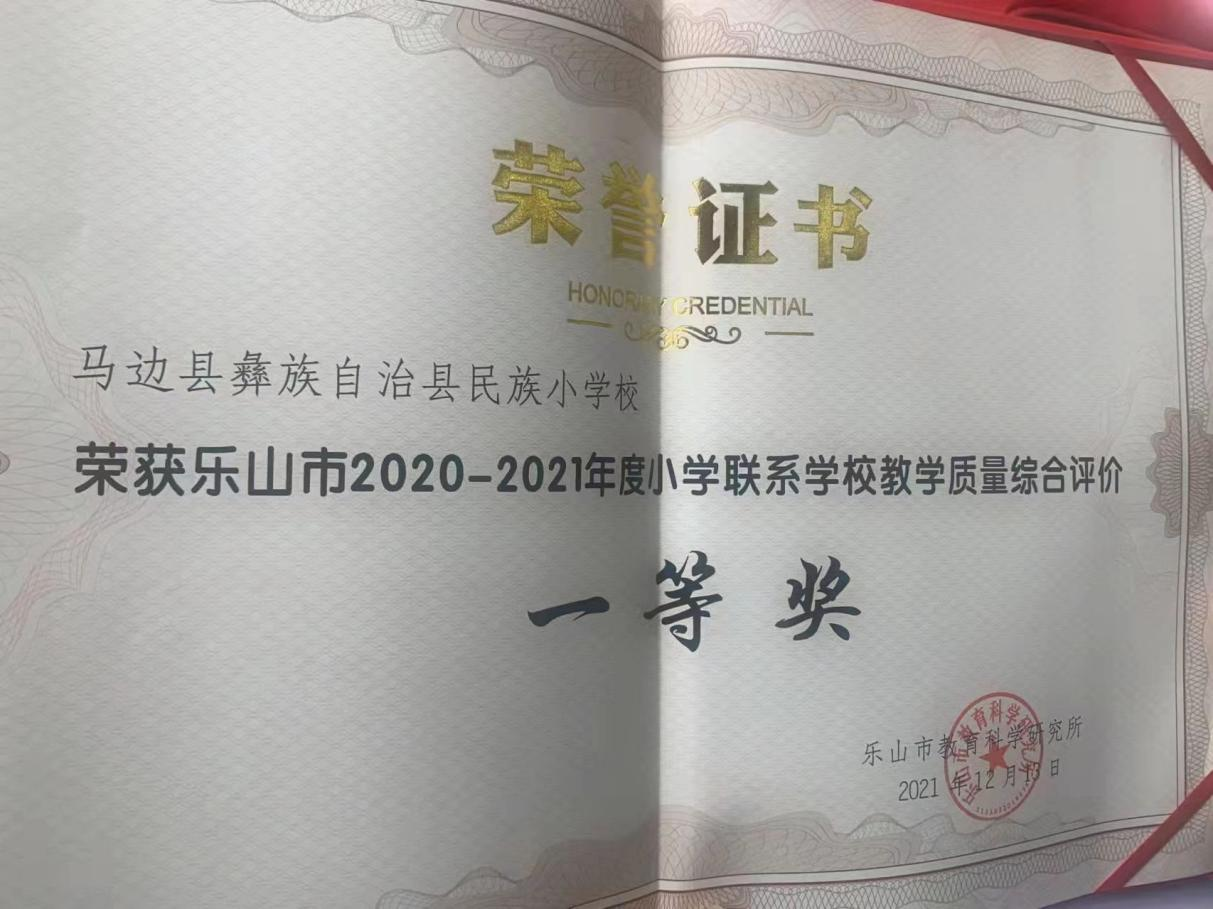 荣誉证书
HONORARY CREDENTIAL
马边县彝族自治县民族小学校
荣获乐山市2020-2021年度小学联系学校教学质量综合评价
一等奖
乐山市教育科学研究所
2021年12月13日